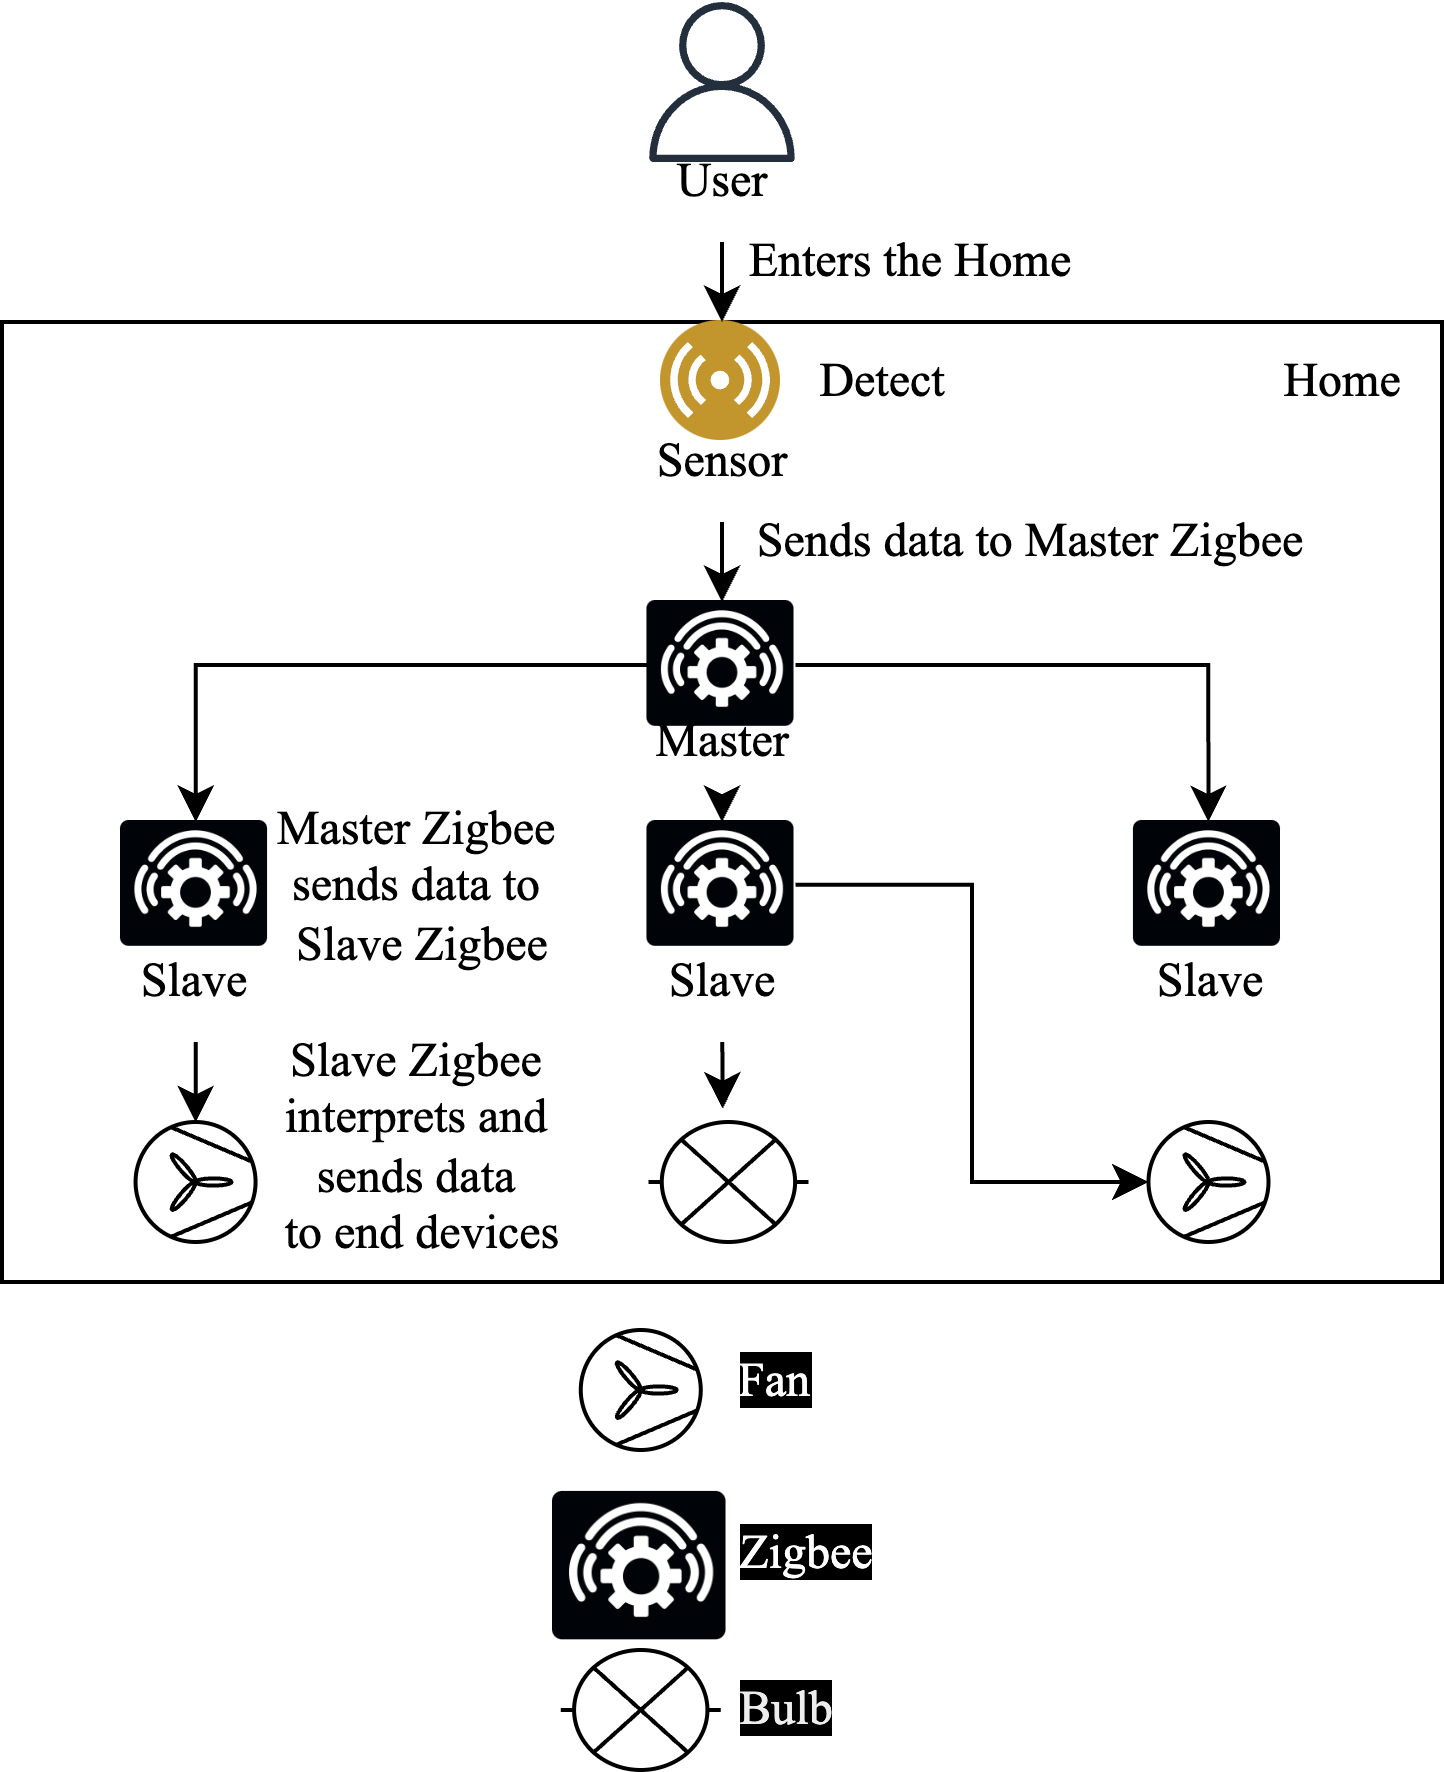 User
Enters the Home
Detect
Home
Sensor
Sends data to Master Zigbee
Master
Master Zigbee
sends data to
Slave Zigbee
Slave
Slave
Slave
Slave Zigbee
interprets and
sends data
to end devices
Fan
Zigbee
Bulb